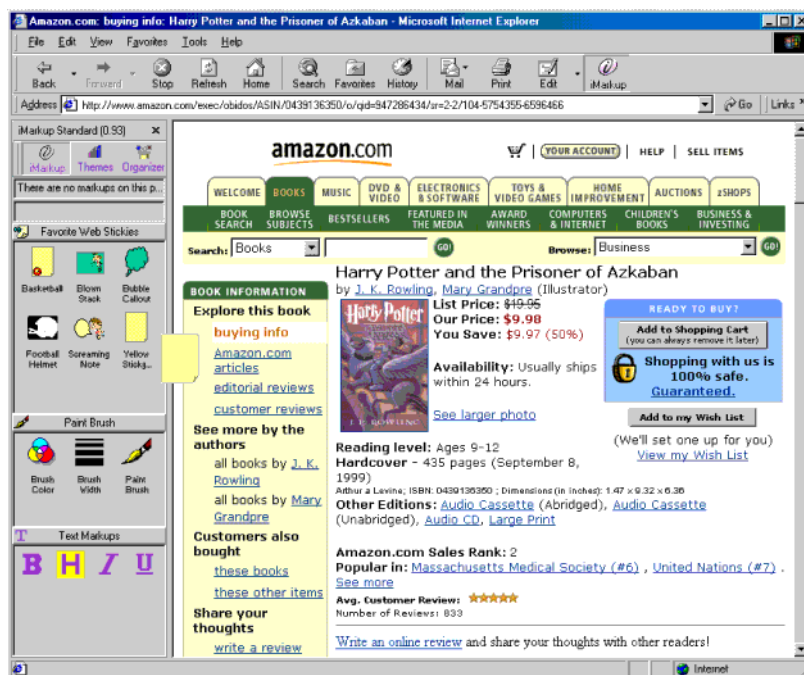 Amazon.com: buying info: Harry Potter and the Prisoner of Azkaban - Microsoft Internet Explorer
File Edit View Favorites Tools Help
Back Forward Stop Refresh Home Search Favorites History Mail Print Edit iMarkup
Address http://www.amazon.com/exec/obidos/ASIN/0439136350/o/qid=947286434/sr=2-2/104-5754355-6596466 Go Links »
iMarkup Standard (0.93)
iMarkup Themes Organizer
There are no markups on this p...
Favorite Web Stickies
Basketball Blown Stack Bubble Callout
Football Helmet Screaming Note Yellow Sticky...
Paint Brush
Brush Color Brush Width Paint Brush
Text Markups
B H I U
amazon.com
YOUR ACCOUNT | HELP | SELL ITEMS
WELCOME BOOKS MUSIC DVD & VIDEO ELECTRONICS & SOFTWARE TOYS & VIDEO GAMES HOME IMPROVEMENT AUCTIONS zSHOPS
BOOK SEARCH BROWSE SUBJECTS BESTSELLERS FEATURED IN THE MEDIA AWARD WINNERS COMPUTERS & INTERNET CHILDREN'S BOOKS BUSINESS & INVESTING
Search: Books GO! Browse: Business GO!
BOOK INFORMATION
Explore this book
buying info
Amazon.com
articles
editorial reviews
customer reviews
See more by the
authors
all books by J. K.
Rowling
all books by Mary
Grandpre
Customers also
bought
these books
these other items
Share your
thoughts
write a review
Harry Potter and the Prisoner of Azkaban
by J. K. Rowling, Mary Grandpre (Illustrator)
Harry Potter
J. K. ROWLING
List Price: $19.95
Our Price: $9.98
You Save: $9.97 (50%)
Availability: Usually ships
within 24 hours.
See larger photo
READY TO BUY?
Add to Shopping Cart
(you can always remove it later)
Shopping with us is
100% safe.
Guaranteed.
Add to my Wish List
(We'll set one up for you)
View my Wish List
Reading level: Ages 9-12
Hardcover - 435 pages (September 8,
1999)
Arthur a Levine; ISBN: 0439136350 ; Dimensions (in inches): 1.47 x 9.32 x 6.36
Other Editions: Audio Cassette (Abridged), Audio Cassette
(Unabridged), Audio CD, Large Print
Amazon.com Sales Rank: 2
Popular in: Massachusetts Medical Society (#6) , United Nations (#7) .
See more
Avg. Customer Review:
Number of Reviews: 833
Write an online review and share your thoughts with other readers!
Internet